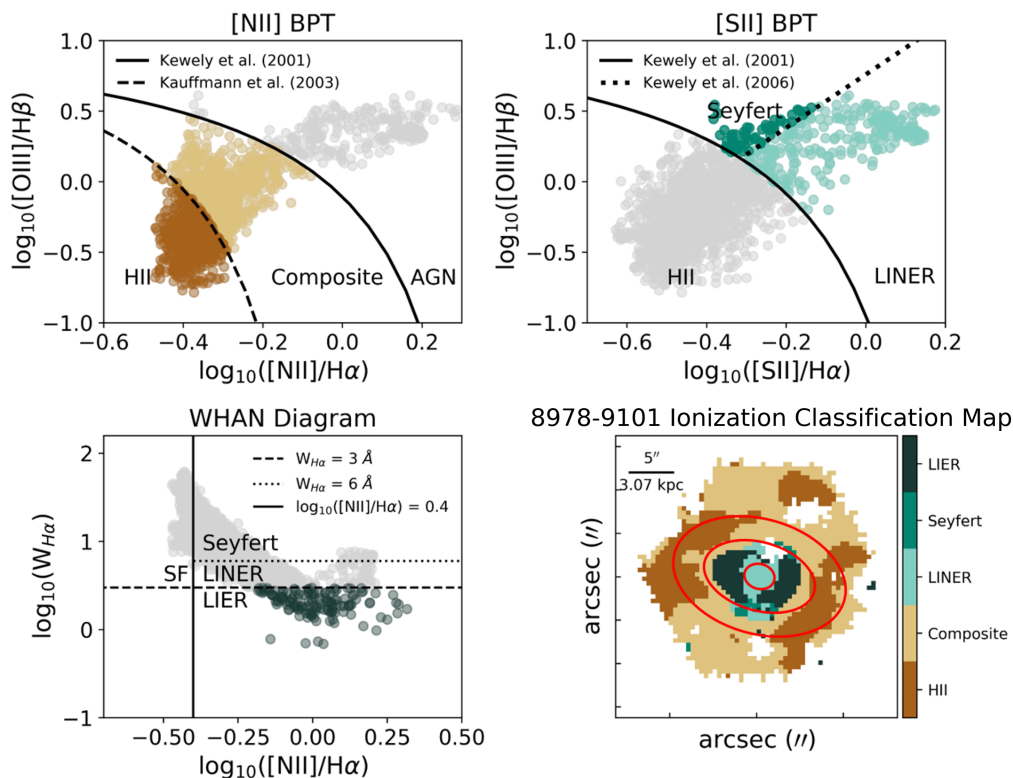 [NII] BPT
1.0
0.5
0.0
−0.5
−1.0
log10([OIII]/Hβ)
Kewely et al. (2001)
Kauffmann et al. (2003)
HII
Composite
AGN
−0.6 −0.4 −0.2 0.0 0.2
log10([NII]/Hα)
[SII] BPT
1.0
0.5
0.0
−0.5
−1.0
log10([OIII]/Hβ)
Kewely et al. (2001)
Kewely et al. (2006)
Seyfert
HII
LINER
−0.6 −0.4 −0.2 0.0 0.2
log10([SII]/Hα)
WHAN Diagram
2
1
0
−1
log10(WHα)
WHα = 3 Å
WHα = 6 Å
log10([NII]/Hα) = 0.4
Seyfert
SF
LINER
LIER
−0.50 −0.25 0.00 0.25 0.50
log10([NII]/Hα)
8978-9101 Ionization Classification Map
5″
3.07 kpc
arcsec (″)
arcsec (″)
LIER
Seyfert
LINER
Composite
HII